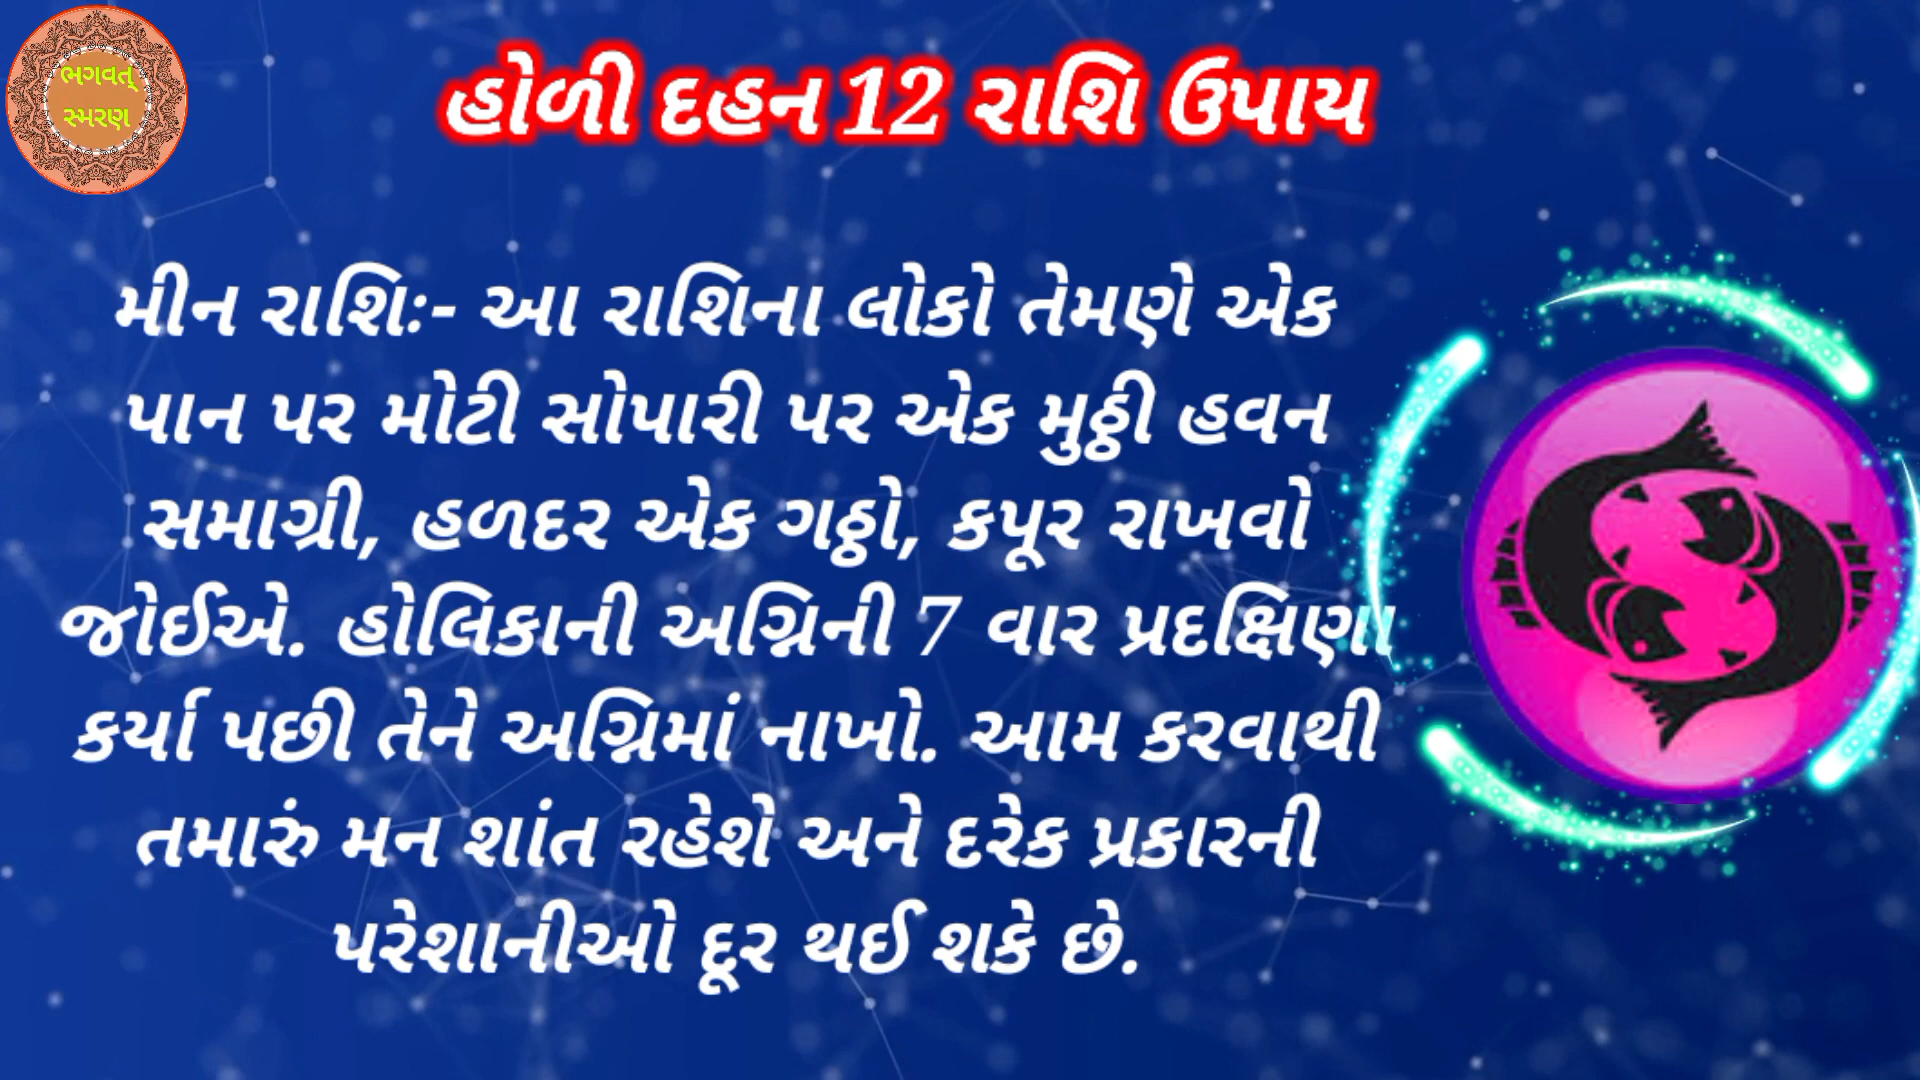 ભગવત્
સ્મરણ
હોળી દહન 12 રાશિ ઉપાય
મીન રાશિઃ- આ રાશિના લોકો તેમણે એક
પાન પર મોટી સોપારી પર એક મુઠ્ઠી હવન
સમાગ્રી, હળદર એક ગઠ્ઠો, કપૂર રાખવો
જોઈએ. હોલિકાની અગ્નિની 7 વાર પ્રદક્ષિણા
કર્યા પછી તેને અગ્નિમાં નાખો. આમ કરવાથી
તમારું મન શાંત રહેશે અને દરેક પ્રકારની
પરેશાનીઓ દૂર થઈ શકે છે.